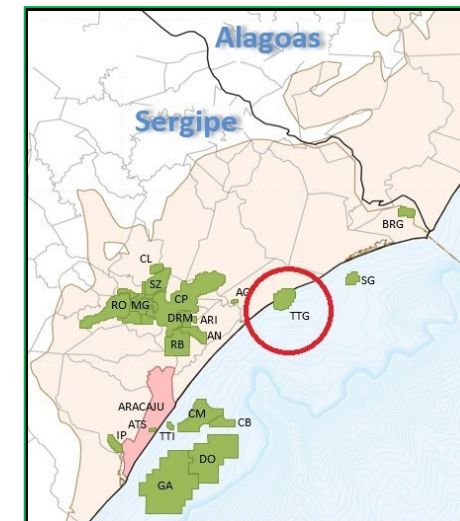 Alagoas
Sergipe
BRG
CL
SZ
SG
AG
RO
MG
CP
TTG
DRM
ARI
AN
RB
ARACAJU
CM
ATS
TTI
CB
IP
DO
GA